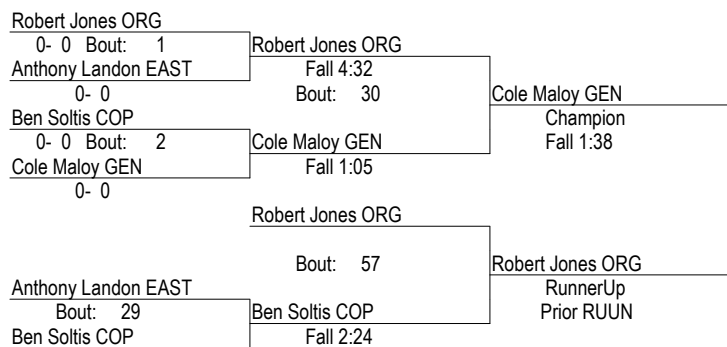 Robert Jones ORG
0- 0 Bout: 1
Robert Jones ORG
Anthony Landon EAST
Fall 4:32
0- 0
Bout: 30
Cole Maloy GEN
Ben Soltis COP
Champion
0- 0 Bout: 2
Cole Maloy GEN
Fall 1:38
Cole Maloy GEN
Fall 1:05
0- 0
Robert Jones ORG
Bout: 57
Robert Jones ORG
Anthony Landon EAST
RunnerUp
Bout: 29
Ben Soltis COP
Prior RUUN
Ben Soltis COP
Fall 2:24